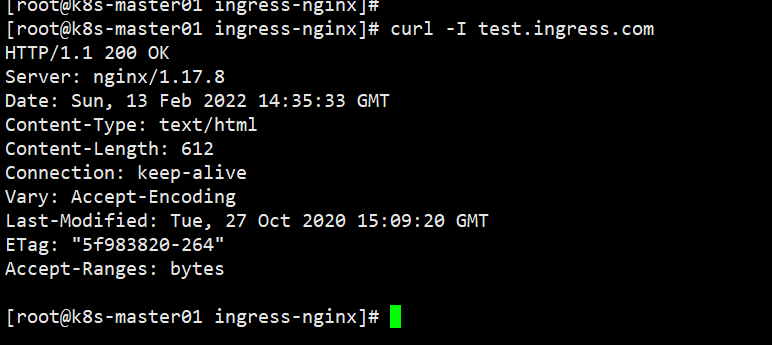 [root@k8s-master01 ingress-nginx]#
[root@k8s-master01 ingress-nginx]# curl -I test.ingress.com
HTTP/1.1 200 OK
Server: nginx/1.17.8
Date: Sun, 13 Feb 2022 14:35:33 GMT
Content-Type: text/html
Content-Length: 612
Connection: keep-alive
Vary: Accept-Encoding
Last-Modified: Tue, 27 Oct 2020 15:09:20 GMT
ETag: "5f983820-264"
Accept-Ranges: bytes
[root@k8s-master01 ingress-nginx]#